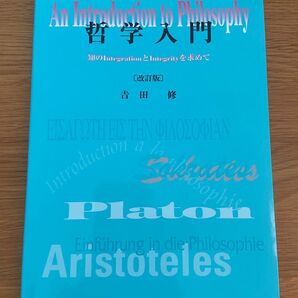 An Introduction to Philosophy
哲学入門
知のIntegrationとIntegrityを求めて
〔改訂版〕
吉田 修
ΕΙΣΑΓΩΓΗ ΕΙΣ ΤΗΝ ΦΙΛΟΣΟΦΙΑΝ
Introduction à la philosophie
Sokrates
Platon
Einführung in die Philosophie
Aristoteles